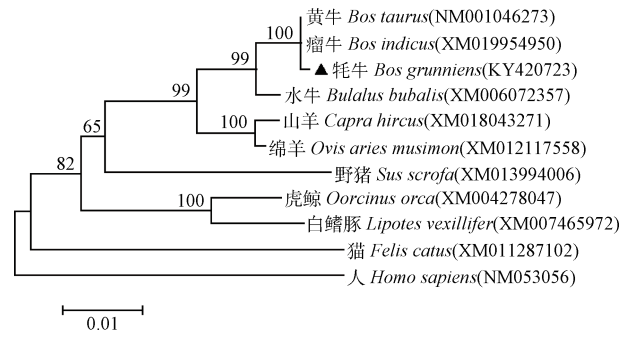 黄牛 Bos taurus(NM001046273)
100
瘤牛 Bos indicus(XM019954950)
99
▲牦牛 Bos grunniens(KY420723)
99
水牛 Bulalus bubalis(XM006072357)
100
山羊 Capra hircus(XM018043271)
65
绵羊 Ovis aries musimon(XM012117558)
82
野猪 Sus scrofa(XM013994006)
100
虎鲸 Oorcinus orca(XM004278047)
白鳍豚 Lipotes vexillifer(XM007465972)
猫 Felis catus(XM011287102)
人 Homo sapiens(NM053056)
0.01